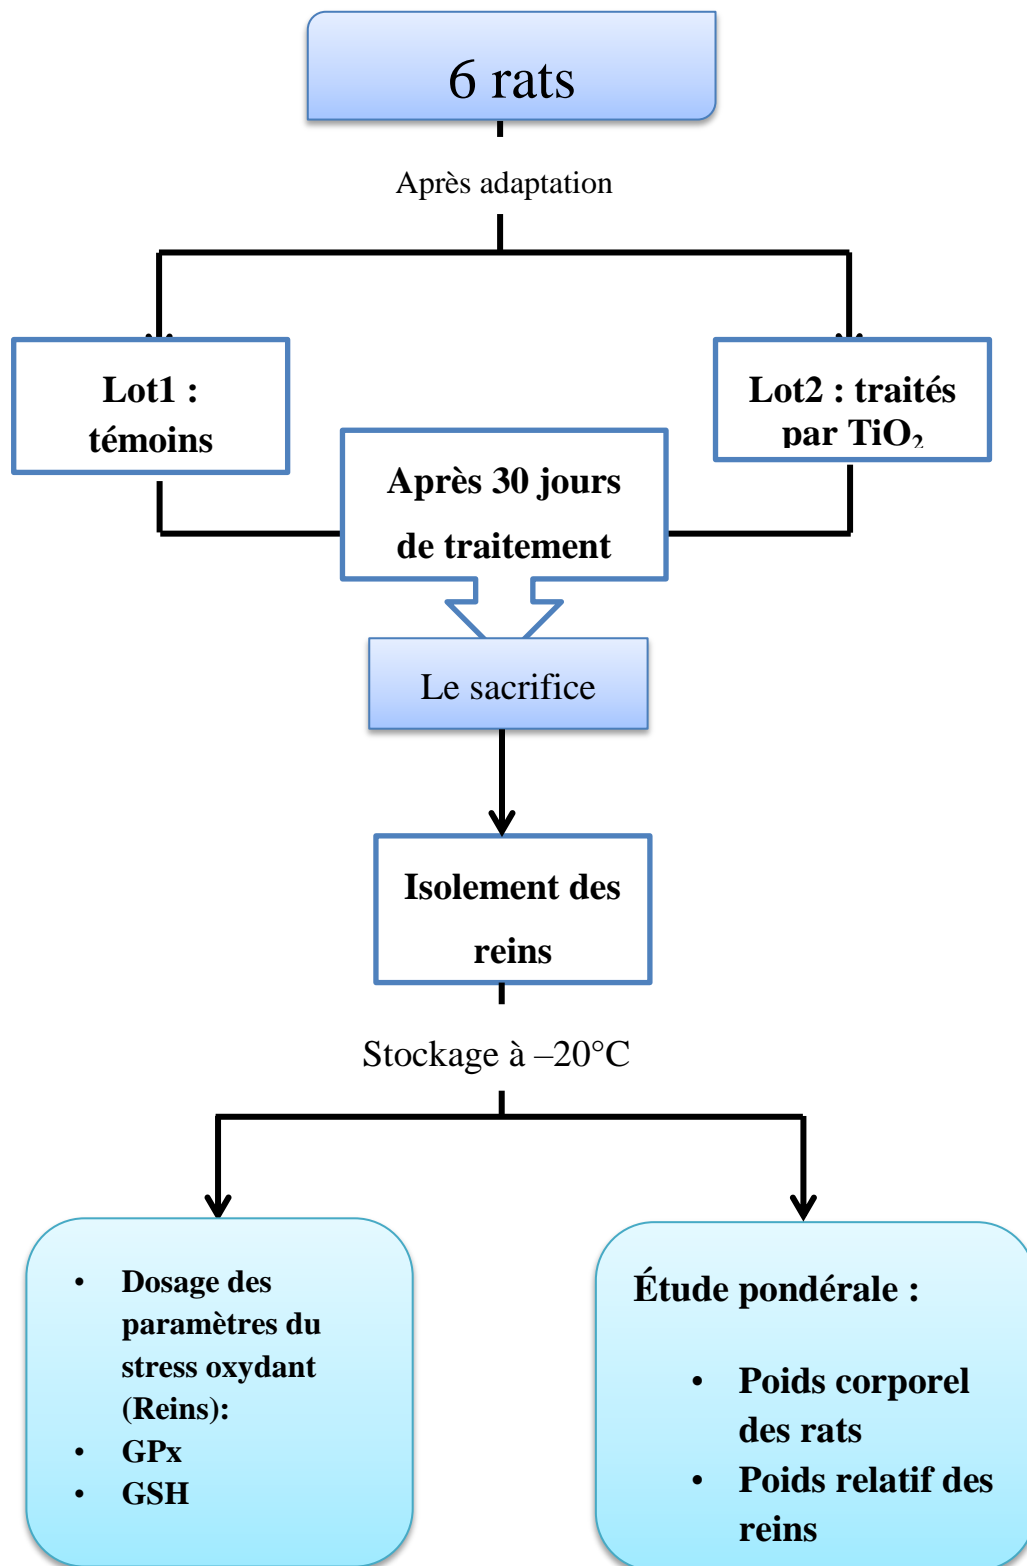 6 rats
Après adaptation
Lot1 :
témoins
Lot2 : traités
par TiO₂
Après 30 jours
de traitement
Le sacrifice
Isolement des
reins
Stockage à –20°C
• Dosage des
paramètres du
stress oxydant
(Reins):
• GPx
• GSH
Étude pondérale :
• Poids corporel
des rats
• Poids relatif des
reins